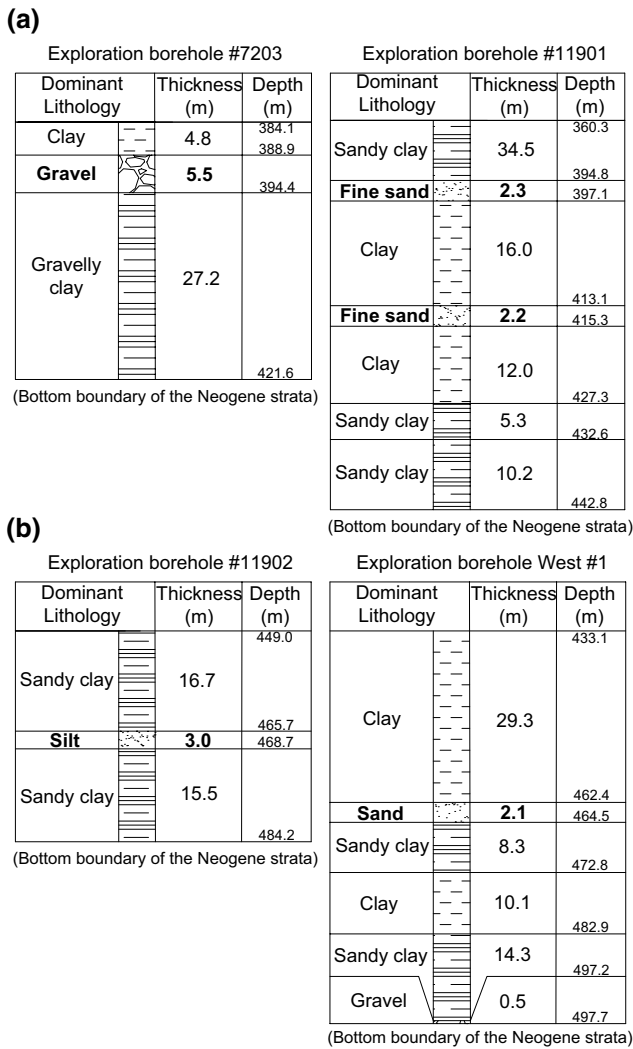 (a)
Exploration borehole #7203
Dominant Lithology Thickness (m) Depth (m)
384.1
Clay 4.8
388.9
Gravel 5.5
394.4
Gravelly clay 27.2
421.6
(Bottom boundary of the Neogene strata)
Exploration borehole #11901
Dominant Lithology Thickness (m) Depth (m)
360.3
Sandy clay 34.5
394.8
Fine sand 2.3 397.1
Clay 16.0
413.1
Fine sand 2.2 415.3
Clay 12.0
427.3
Sandy clay 5.3
432.6
Sandy clay 10.2
442.8
(Bottom boundary of the Neogene strata)
(b)
Exploration borehole #11902
Dominant Lithology Thickness (m) Depth (m)
449.0
Sandy clay 16.7
465.7
Silt 3.0 468.7
Sandy clay 15.5
484.2
(Bottom boundary of the Neogene strata)
Exploration borehole West #1
Dominant Lithology Thickness (m) Depth (m)
433.1
Clay 29.3
462.4
Sand 2.1 464.5
Sandy clay 8.3
472.8
Clay 10.1
482.9
Sandy clay 14.3
497.2
Gravel 0.5
497.7
(Bottom boundary of the Neogene strata)